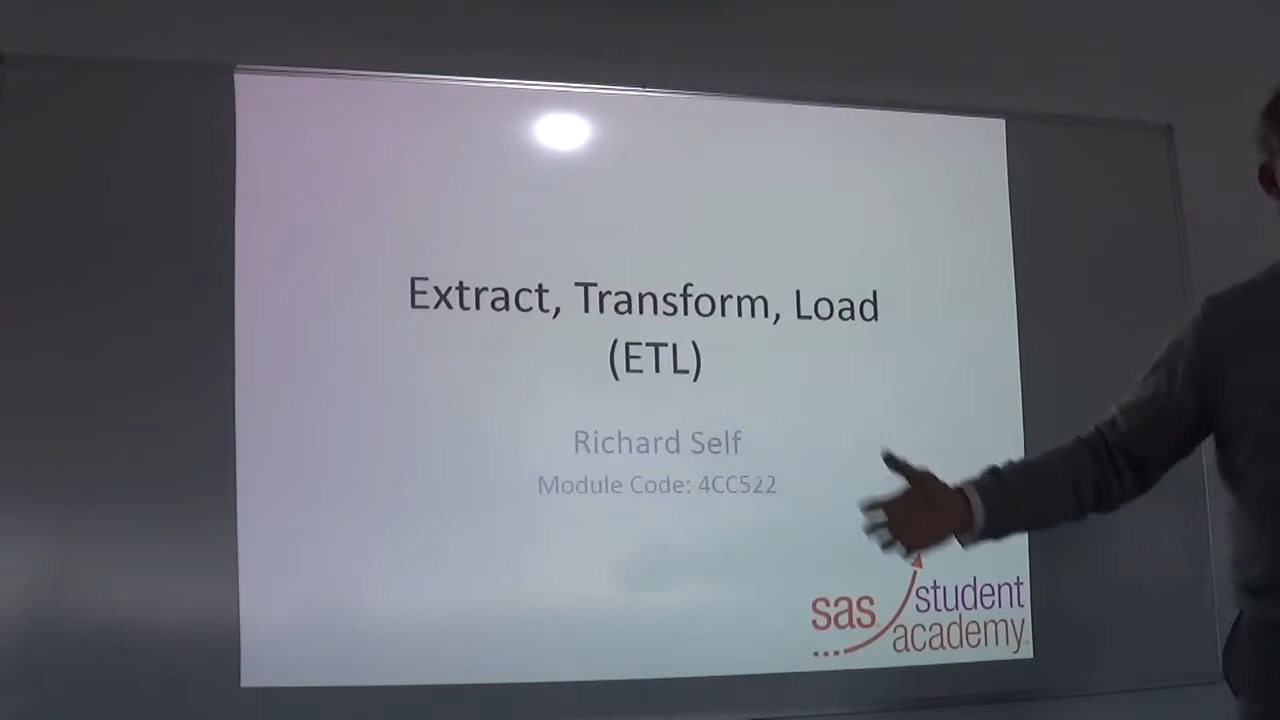 Extract, Transform, Load
(ETL)
Richard Self
Module Code: 4CC522
sas student
academy